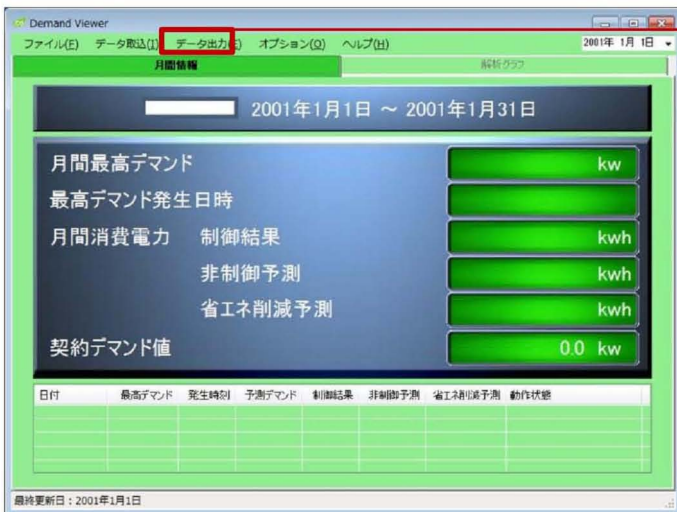 Demand Viewer
ファイル(F) データ取込(I) データ出力(E) オプション(O) ヘルプ(H) 2001年 1月 1日
月間情報 解析グラフ
2001年1月1日 ～ 2001年1月31日
月間最高デマンド kw
最高デマンド発生日時
月間消費電力 制御結果 kwh
非制御予測 kwh
省エネ削減予測 kwh
契約デマンド値 0.0 kw
日付 最高デマンド 発生時刻 予測デマンド 制御結果 非制御予測 省エネ削減予測 動作状態
最終更新日：2001年1月1日